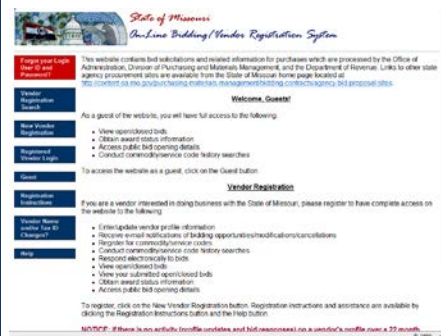 State of Missouri
On-Line Bidding/Vendor Registration System
Forgot your Login
User ID and
Password?
Vendor
Registration
Search
New Vendor
Registration
Registered
Vendor Login
Guest
Registration
Instructions
Vendor Name
and/or Tax ID
Changes?
Help
This website contains bid solicitations and related information for purchases which are processed by the Office of
Administration, Division of Purchasing and Materials Management, and the Department of Revenue. Links to other state
agency procurement sites are available from the State of Missouri home page located at
http://content.oa.mo.gov/purchasing-materials-management/bidding-contracts/agency-bid-proposal-sites.
Welcome, Guests!
As a guest of the website, you will have full access to the following:
• View open/closed bids
• Obtain award status information
• Access public bid opening details
• Conduct commodity/service code history searches
To access the website as a guest, click on the Guest button.
Vendor Registration
If you are a vendor interested in doing business with the State of Missouri, please register to have complete access on
the website to the following:
• Enter/update vendor profile information
• Receive e-mail notifications of bidding opportunities/modifications/cancellations
• Register for commodity/service codes
• Conduct commodity/service code history searches
• Respond electronically to bids
• View open/closed bids
• View your submitted open/closed bids
• Obtain award status information
• Access public bid opening details
To register, click on the New Vendor Registration button. Registration instructions and assistance are available by
clicking the Registration Instructions button and the Help button.
NOTICE: If there is no activity (profile updates and bid responses) on a vendor's profile over a 22 month